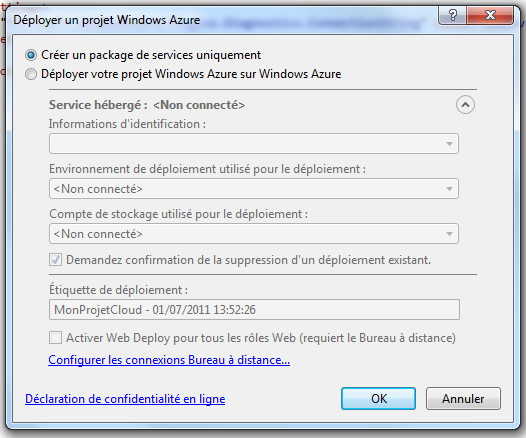 Déployer un projet Windows Azure
Créer un package de services uniquement
Déployer votre projet Windows Azure sur Windows Azure
Service hébergé : <Non connecté>
Informations d'identification :
Environnement de déploiement utilisé pour le déploiement :
<Non connecté>
Compte de stockage utilisé pour le déploiement :
<Non connecté>
Demandez confirmation de la suppression d'un déploiement existant.
Étiquette de déploiement :
MonProjetCloud - 01/07/2011 13:52:26
Activer Web Deploy pour tous les rôles Web (requiert le Bureau à distance)
Configurer les connexions Bureau à distance...
Déclaration de confidentialité en ligne
OK
Annuler